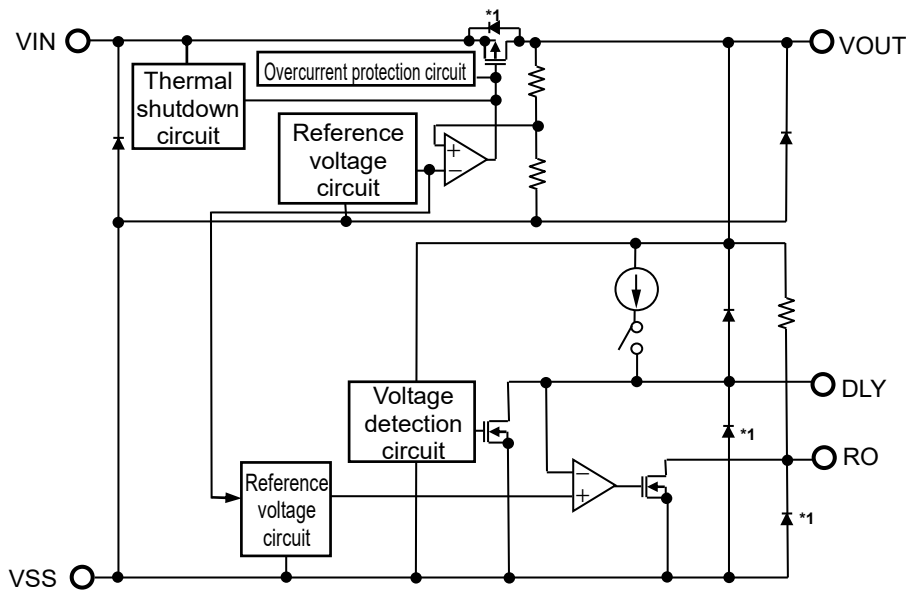 *1
VIN
VOUT
Overcurrent protection circuit
Thermal
shutdown
circuit
Reference
voltage
circuit
+
−
Voltage
detection
circuit
DLY
*1
RO
Reference
voltage
circuit
−
+
*1
VSS